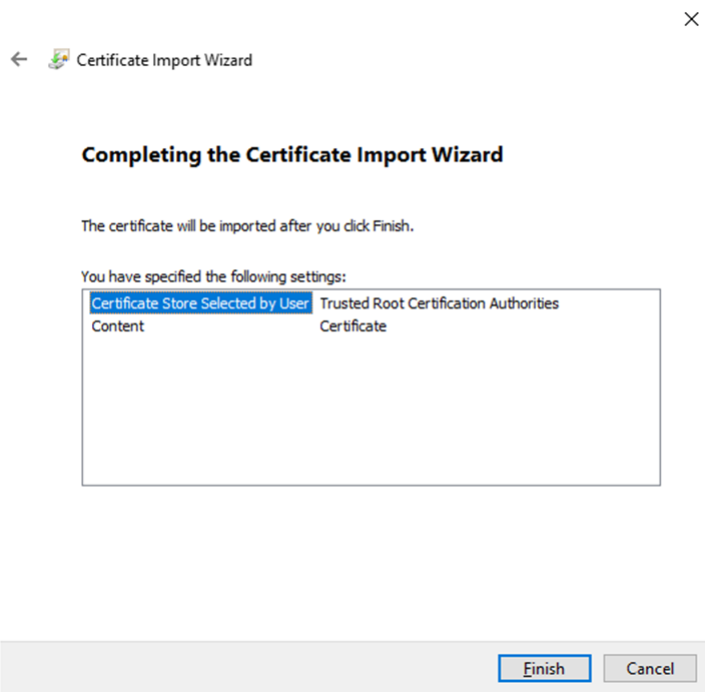 Certificate Import Wizard
Completing the Certificate Import Wizard
The certificate will be imported after you click Finish.
You have specified the following settings:
Certificate Store Selected by User Trusted Root Certification Authorities
Content Certificate
Finish Cancel